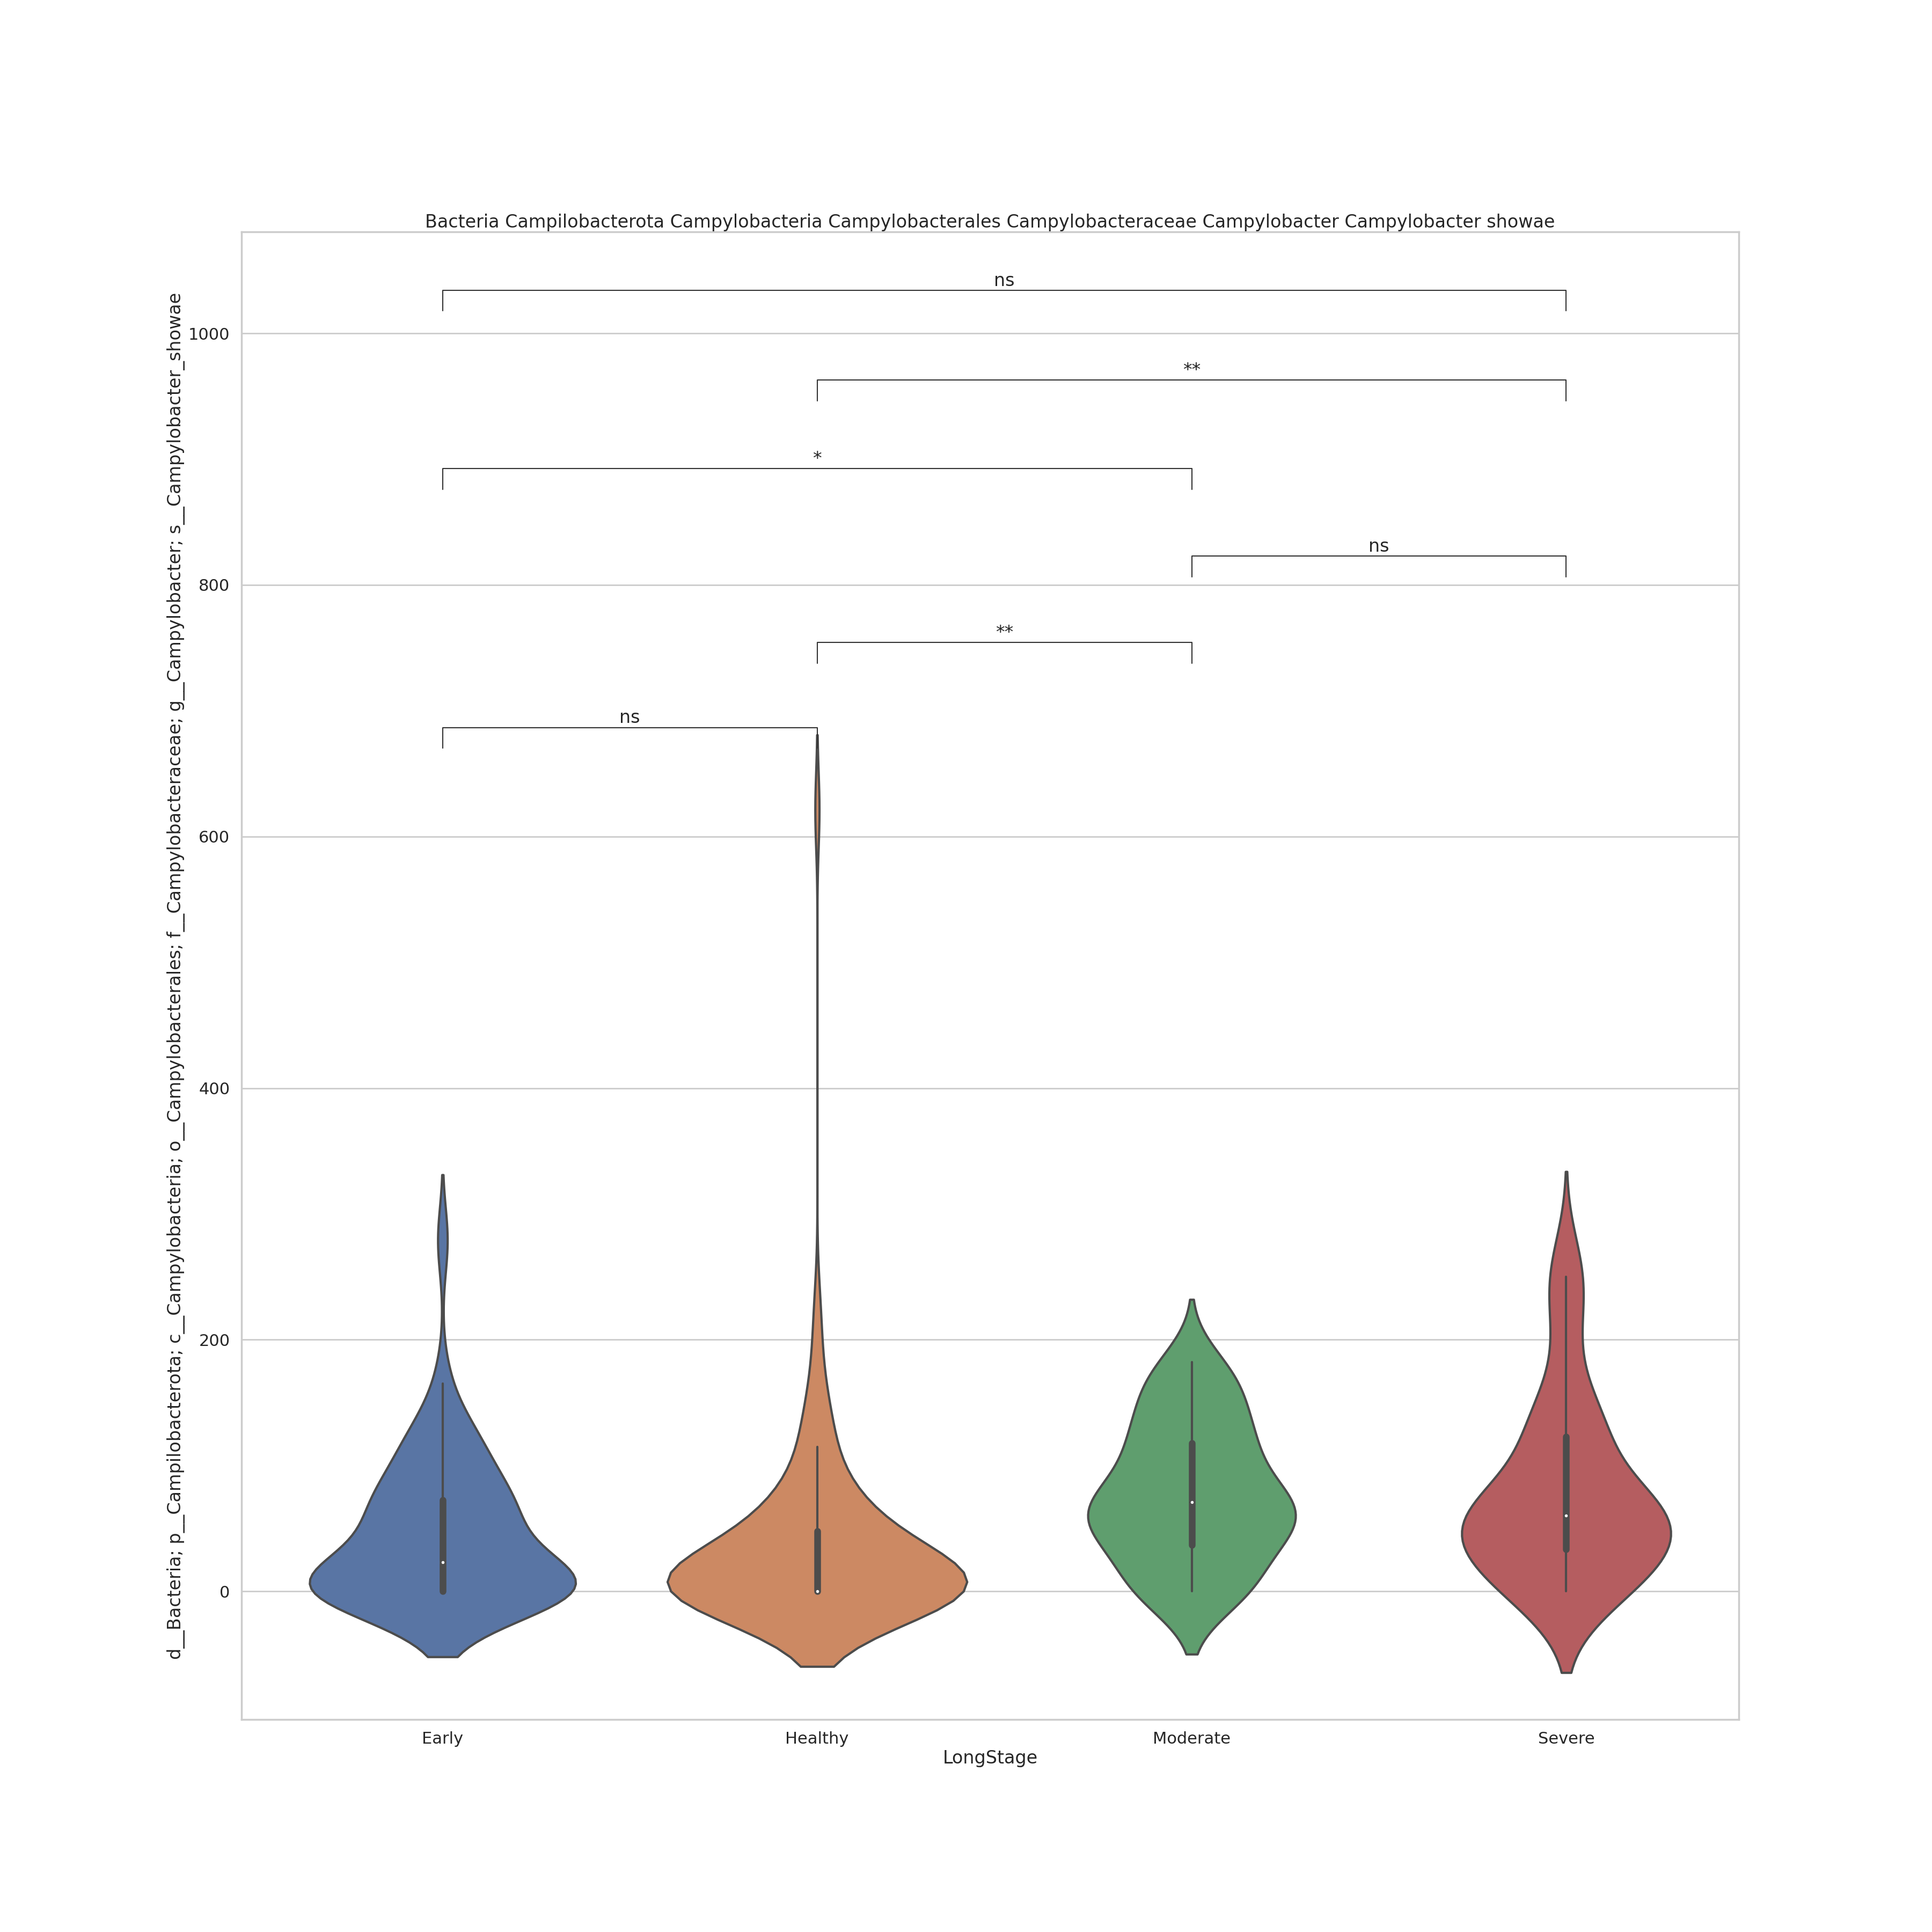 Bacteria Campilobacterota Campylobacteria Campylobacterales Campylobacteraceae Campylobacter Campylobacter showae
d__Bacteria; p__Campilobacterota; c__Campylobacteria; o__Campylobacterales; f__Campylobacteraceae; g__Campylobacter; s__Campylobacter_showae
ns
1000
**
*
ns
800
**
ns
600
400
200
0
Early Healthy Moderate Severe
LongStage